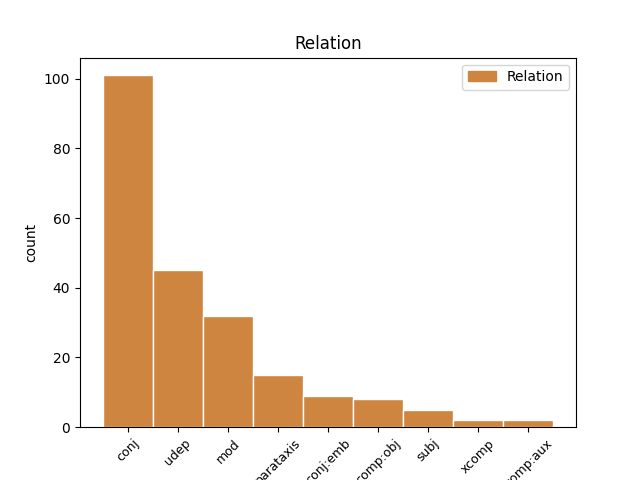 Relation
Relation
count
100
80
60
40
20
0
conj
udep
mod
parataxis
conj:emb
comp:obj
subj
xcomp
omp:aux